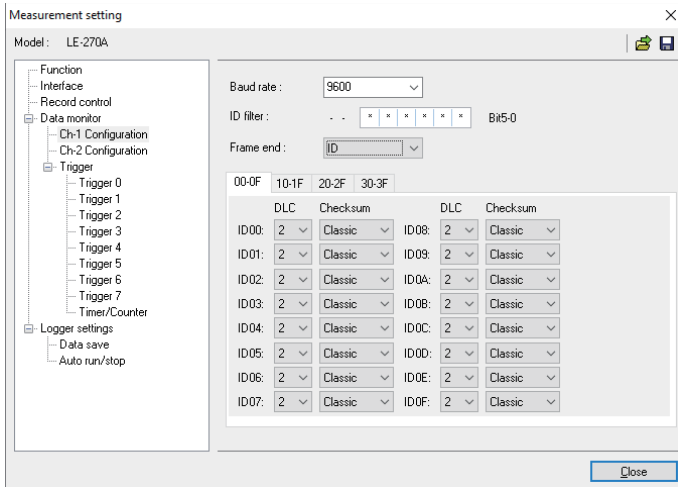 Measurement setting
Model : LE-270A
Function
Interface
Record control
Data monitor
Ch-1 Configuration
Ch-2 Configuration
Trigger
Trigger 0
Trigger 1
Trigger 2
Trigger 3
Trigger 4
Trigger 5
Trigger 6
Trigger 7
Timer/Counter
Logger settings
Data save
Auto run/stop
Baud rate : 9600
ID filter : - - * * * * * * Bit5-0
Frame end : ID
00-0F 10-1F 20-2F 30-3F
DLC Checksum DLC Checksum
ID00: 2 Classic ID08: 2 Classic
ID01: 2 Classic ID09: 2 Classic
ID02: 2 Classic ID0A: 2 Classic
ID03: 2 Classic ID0B: 2 Classic
ID04: 2 Classic ID0C: 2 Classic
ID05: 2 Classic ID0D: 2 Classic
ID06: 2 Classic ID0E: 2 Classic
ID07: 2 Classic ID0F: 2 Classic
Close